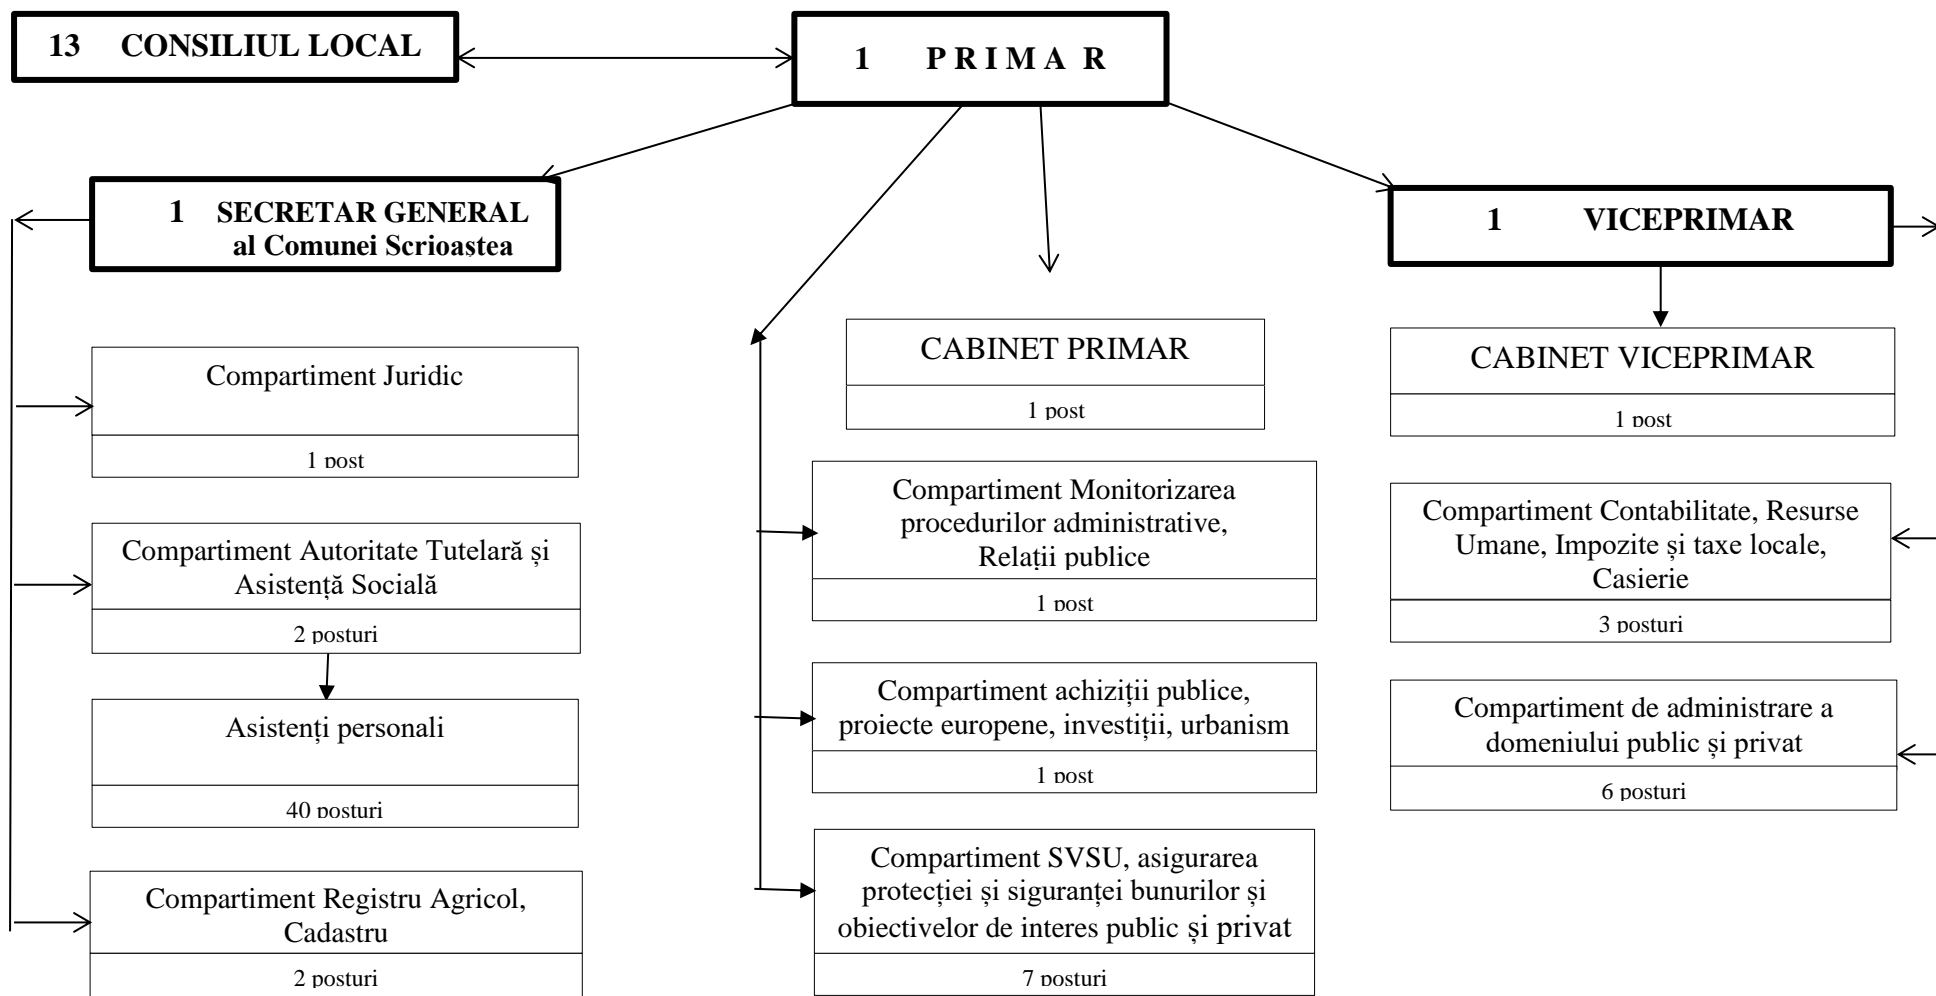 13 CONSILIUL LOCAL
1 P R I M A R
1 SECRETAR GENERAL
al Comunei Scrioaștea
1 VICEPRIMAR
Compartiment Juridic
1 post
Compartiment Autoritate Tutelară și
Asistență Socială
2 posturi
Asistenți personali
40 posturi
Compartiment Registru Agricol,
Cadastru
2 posturi
CABINET PRIMAR
1 post
Compartiment Monitorizarea
procedurilor administrative,
Relații publice
1 post
Compartiment achiziții publice,
proiecte europene, investiții, urbanism
1 post
Compartiment SVSU, asigurarea
protecției și siguranței bunurilor și
obiectivelor de interes public și privat
7 posturi
CABINET VICEPRIMAR
1 post
Compartiment Contabilitate, Resurse
Umane, Impozite și taxe locale,
Casierie
3 posturi
Compartiment de administrare a
domeniului public și privat
6 posturi